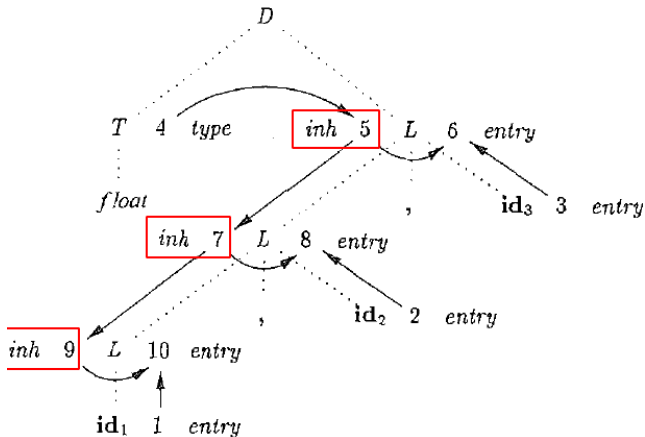 D
T 4 type inh 5 L 6 entry
float , id₃ 3 entry
inh 7 L 8 entry
, id₂ 2 entry
inh 9 L 10 entry
id₁ 1 entry